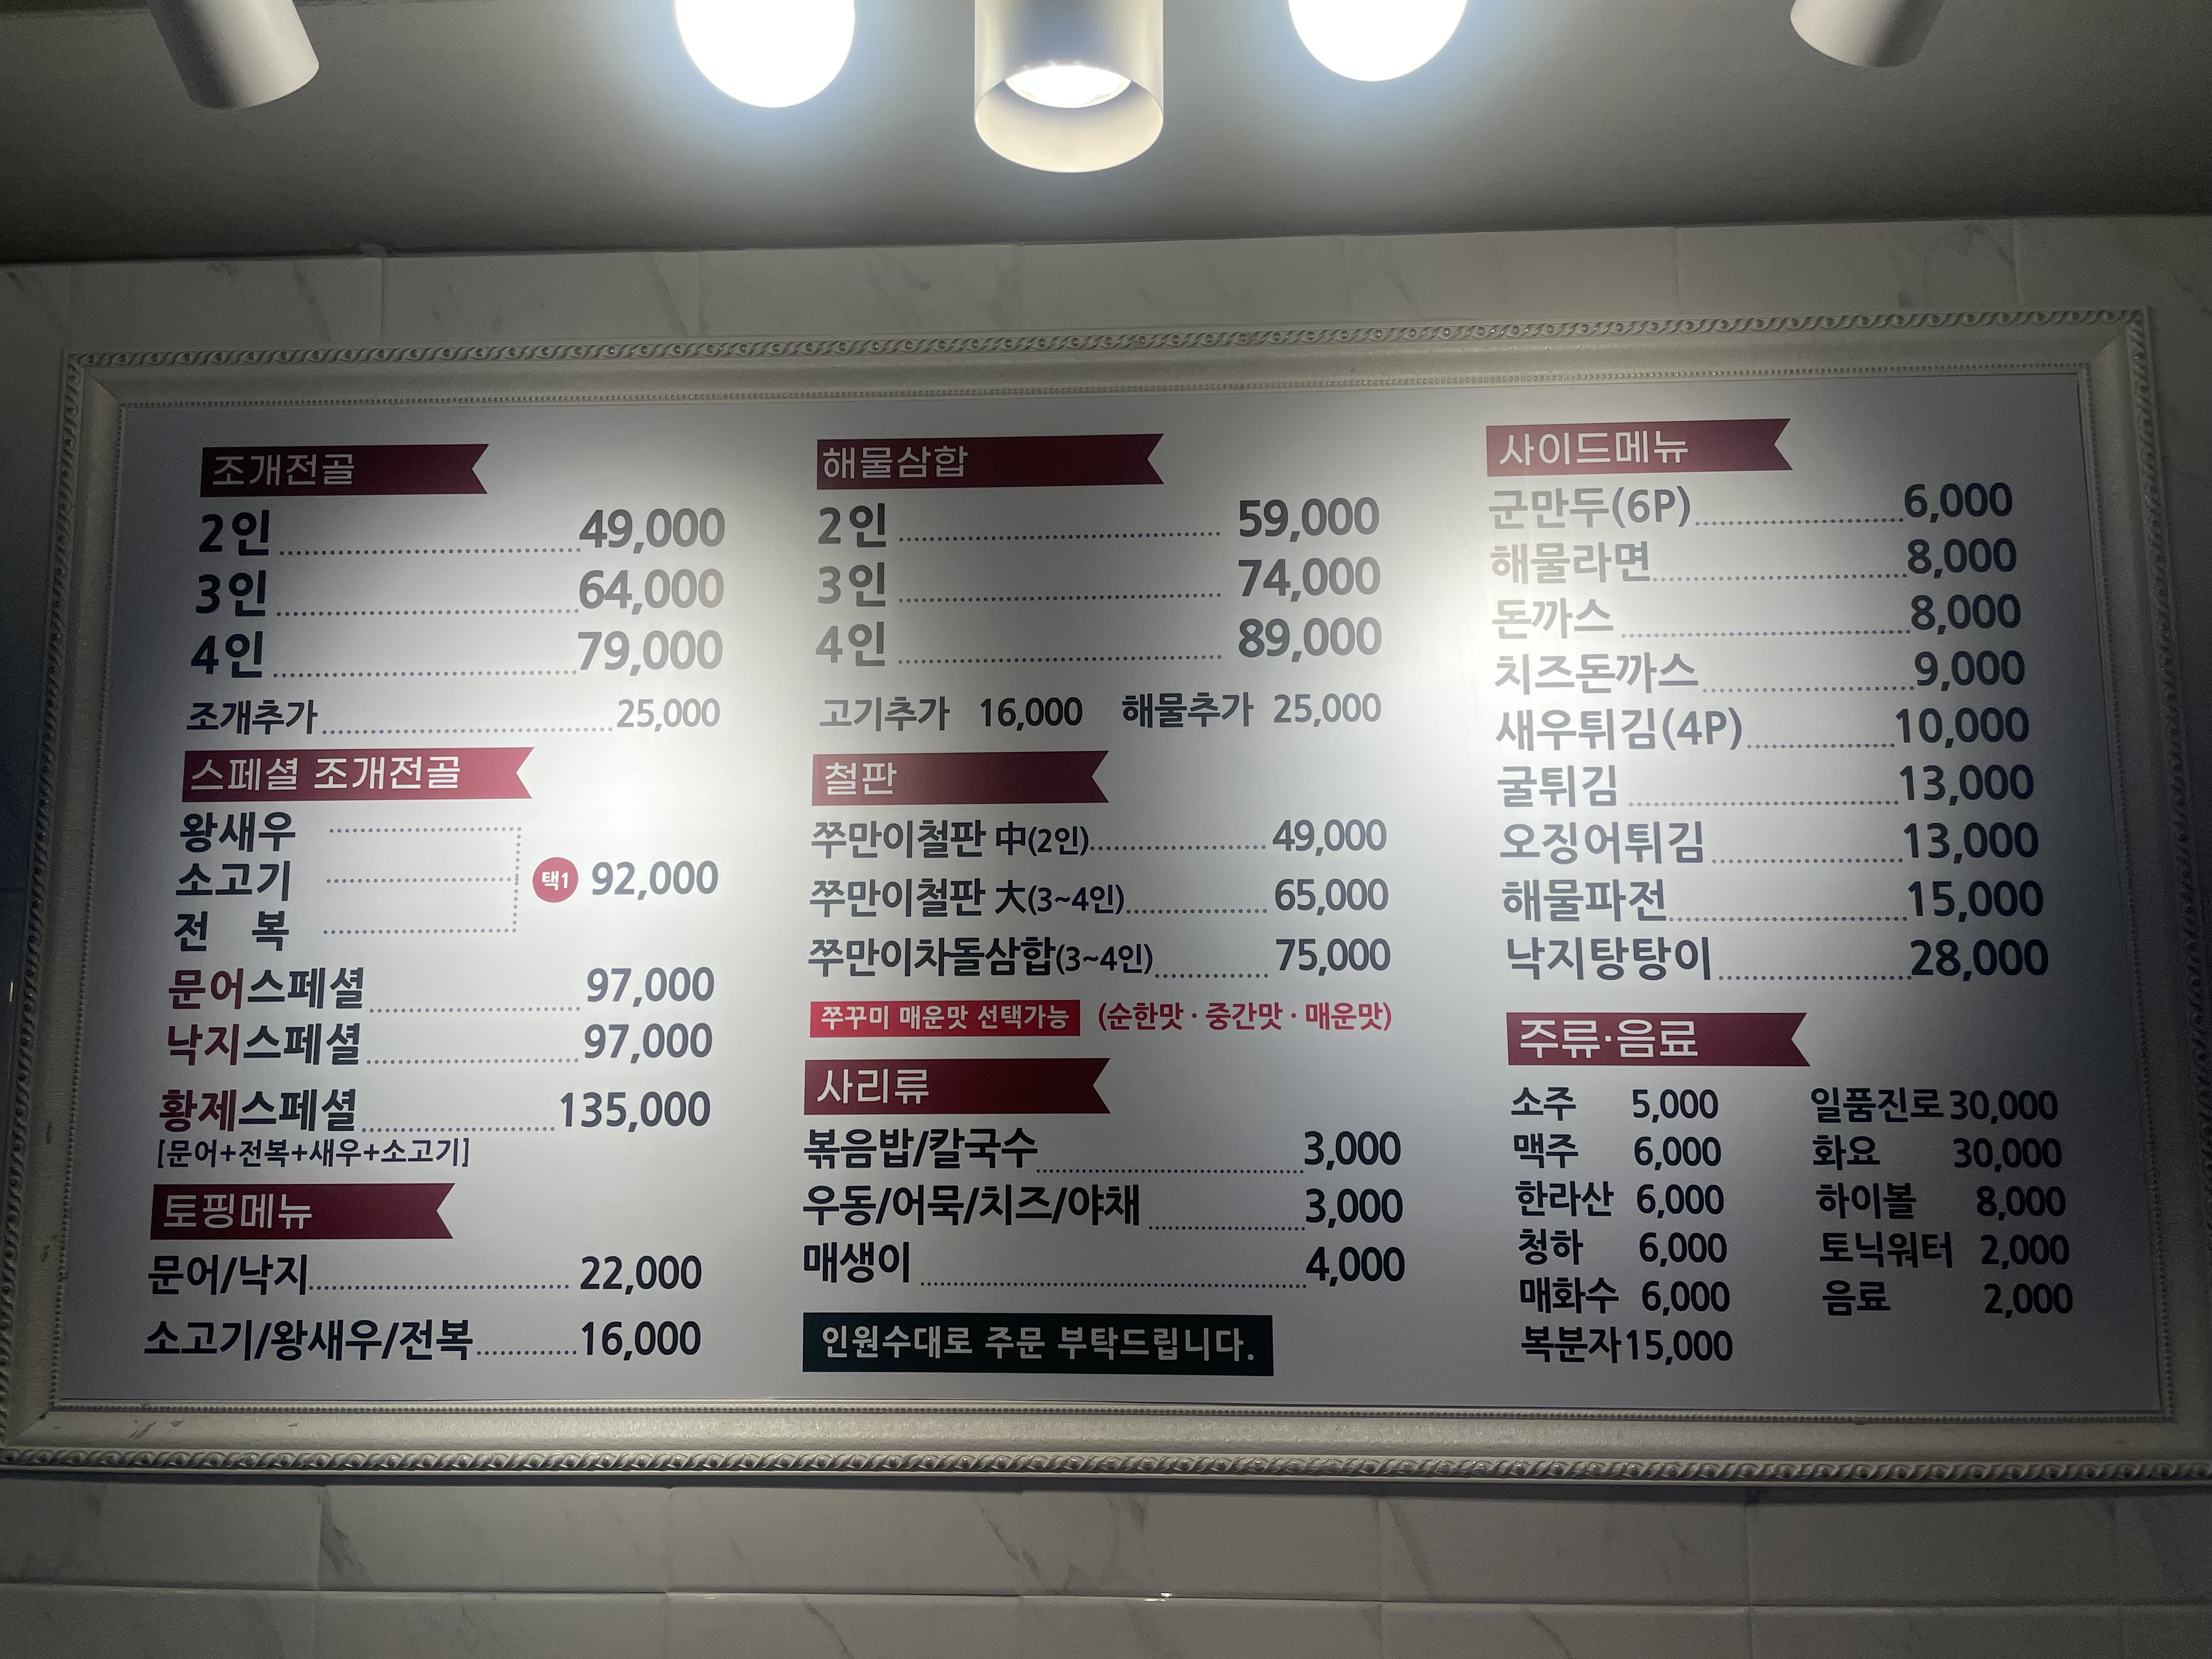 조개전골
2인 49,000
3인 64,000
4인 79,000
조개추가 25,000
스페셜 조개전골
왕새우
소고기 택1 92,000
전 복
문어스페셜 97,000
낙지스페셜 97,000
황제스페셜 135,000
[문어+전복+새우+소고기]
토핑메뉴
문어/낙지 22,000
소고기/왕새우/전복 16,000
해물삼합
2인 59,000
3인 74,000
4인 89,000
고기추가 16,000 해물추가 25,000
철판
쭈만이철판 中(2인) 49,000
쭈만이철판 大(3~4인) 65,000
쭈만이차돌삼합(3~4인) 75,000
쭈꾸미 매운맛 선택가능 (순한맛·중간맛·매운맛)
사리류
볶음밥/칼국수 3,000
우동/어묵/치즈/야채 3,000
매생이 4,000
인원수대로 주문 부탁드립니다.
사이드메뉴
군만두(6P) 6,000
해물라면 8,000
돈까스 8,000
치즈돈까스 9,000
새우튀김(4P) 10,000
굴튀김 13,000
오징어튀김 13,000
해물파전 15,000
낙지탕탕이 28,000
주류·음료
소주 5,000 일품진로 30,000
맥주 6,000 화요 30,000
한라산 6,000 하이볼 8,000
청하 6,000 토닉워터 2,000
매화수 6,000 음료 2,000
복분자 15,000